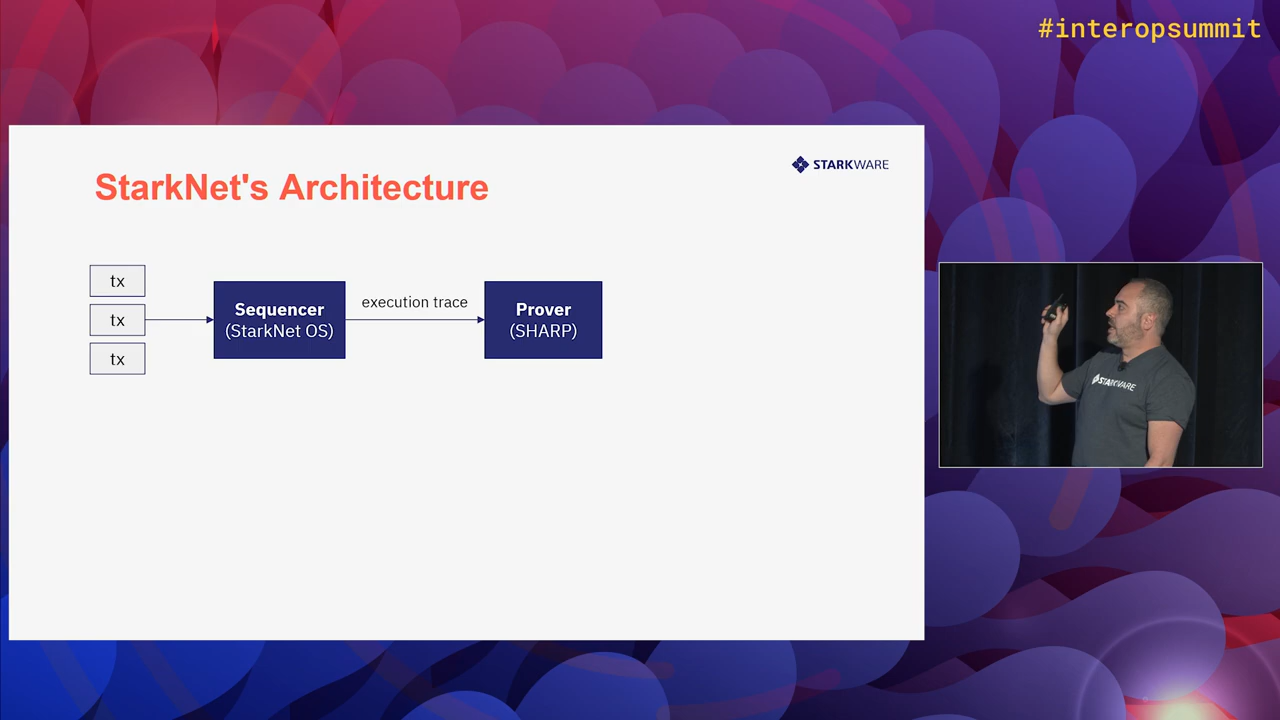 #interopsummit
STARKWARE
StarkNet's Architecture
tx
tx
tx
Sequencer
(StarkNet OS)
execution trace
Prover
(SHARP)
STARKWARE